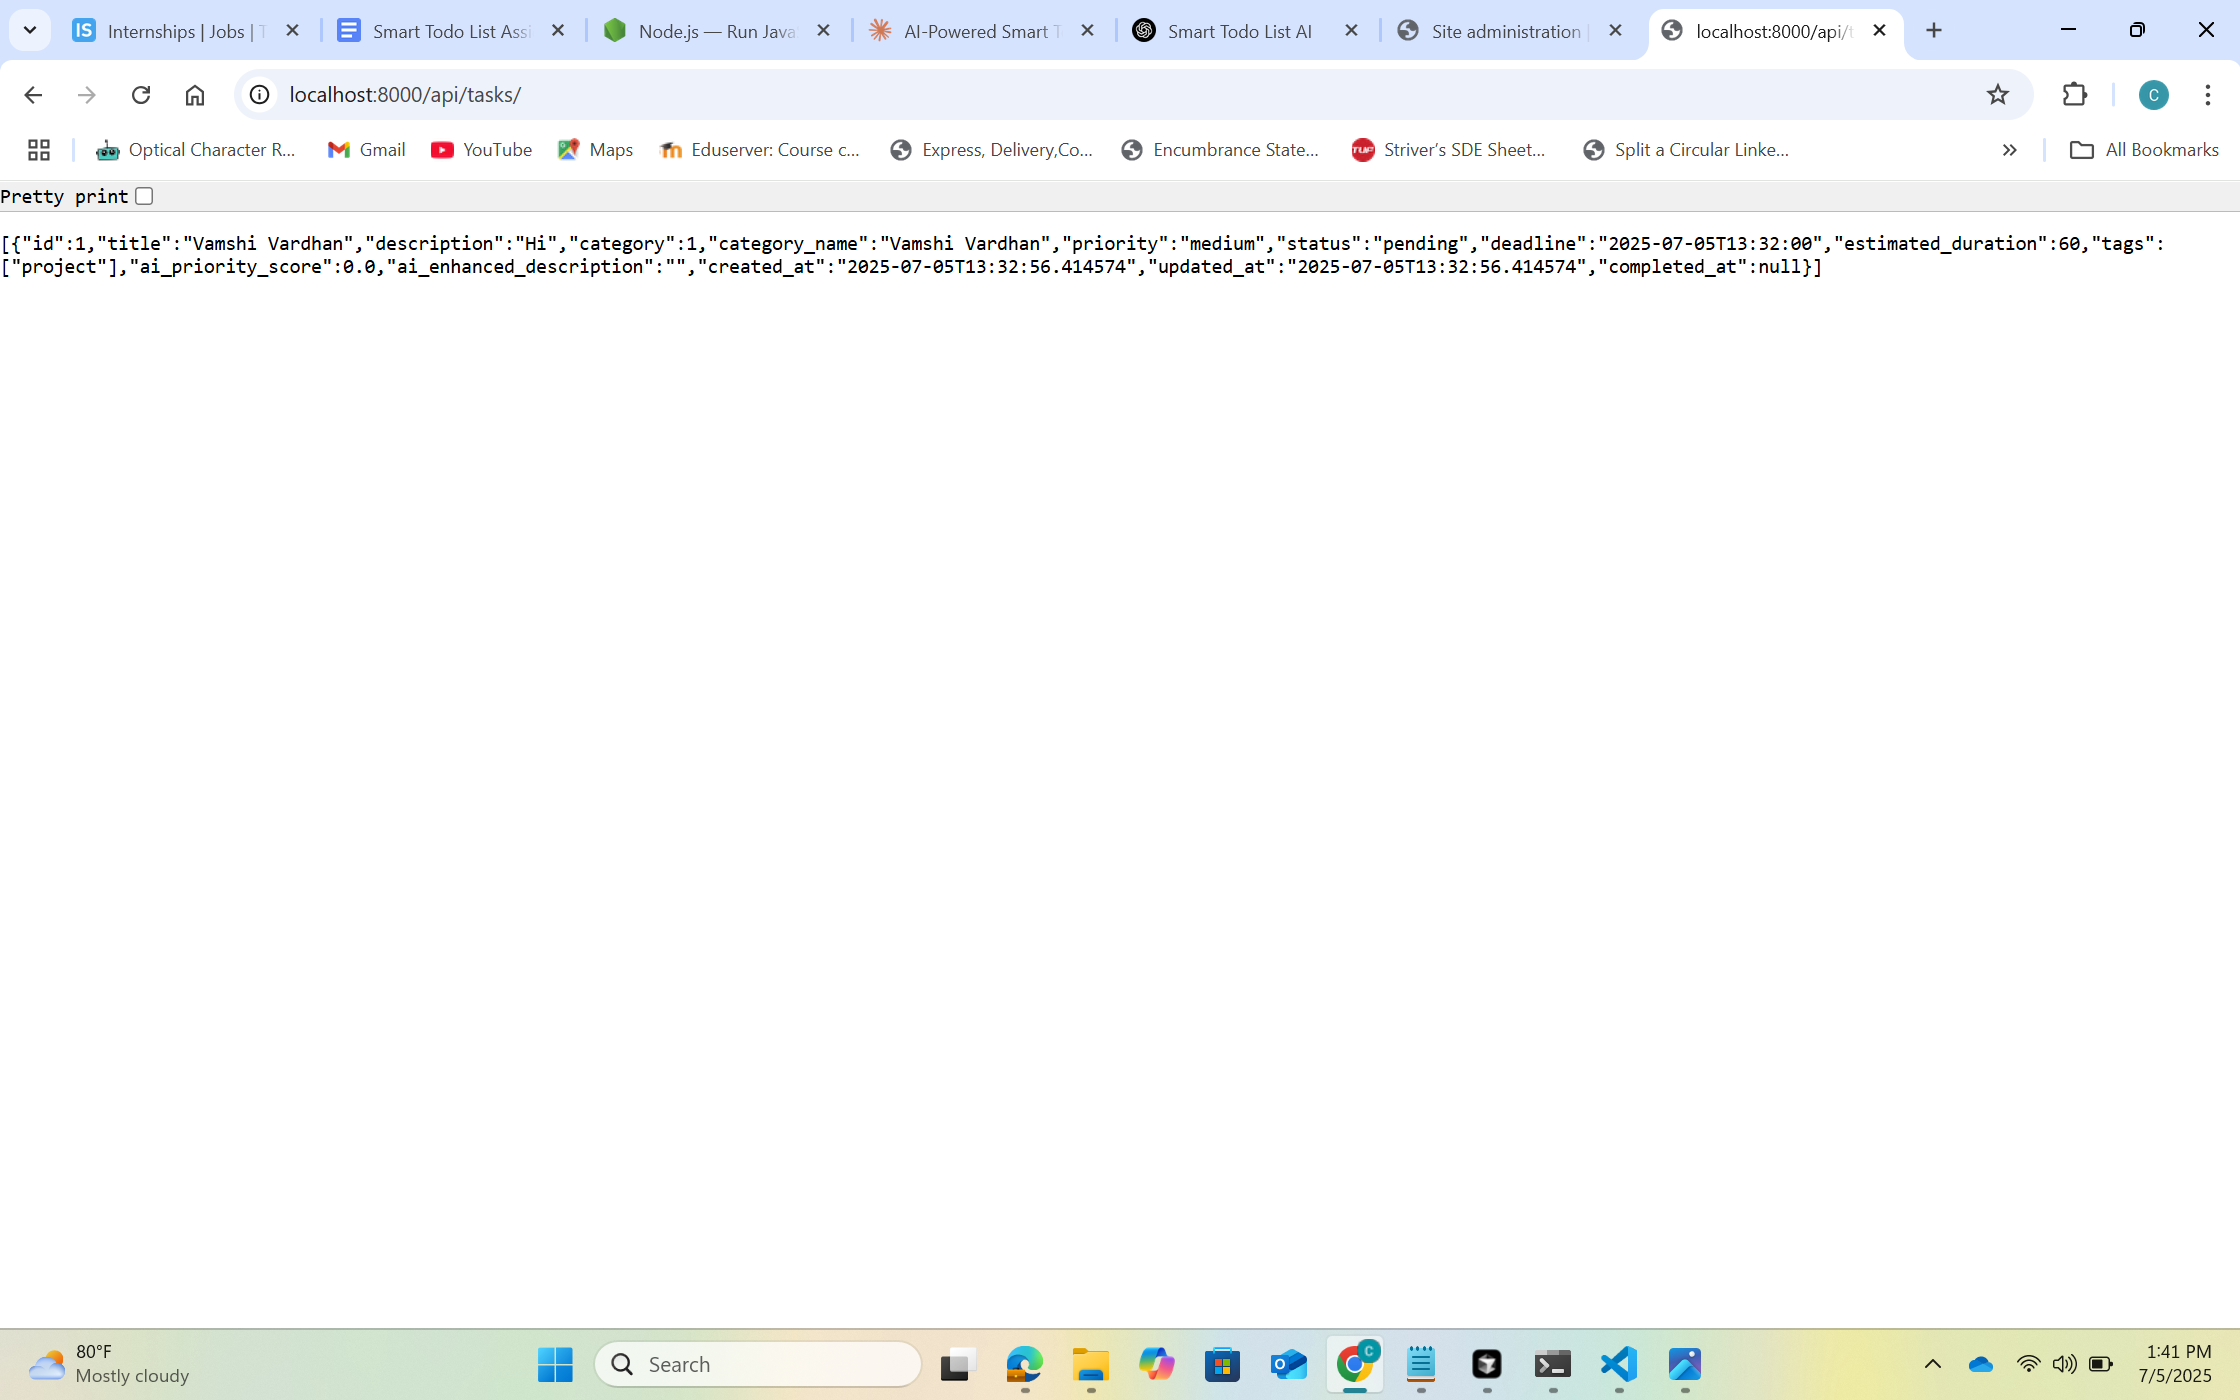 Internships | Jobs | T
Smart Todo List Assi
Node.js — Run Java
AI-Powered Smart T
Smart Todo List AI
Site administration |
localhost:8000/api/t
localhost:8000/api/tasks/
C
Optical Character R...
Gmail
YouTube
Maps
Eduserver: Course c...
Express, Delivery,Co...
Encumbrance State...
Striver's SDE Sheet...
Split a Circular Linke...
All Bookmarks
Pretty print
[{"id":1,"title":"Vamshi Vardhan","description":"Hi","category":1,"category_name":"Vamshi Vardhan","priority":"medium","status":"pending","deadline":"2025-07-05T13:32:00","estimated_duration":60,"tags":
["project"],"ai_priority_score":0.0,"ai_enhanced_description":"","created_at":"2025-07-05T13:32:56.414574","updated_at":"2025-07-05T13:32:56.414574","completed_at":null}]
80°F
Mostly cloudy
Search
1:41 PM
7/5/2025